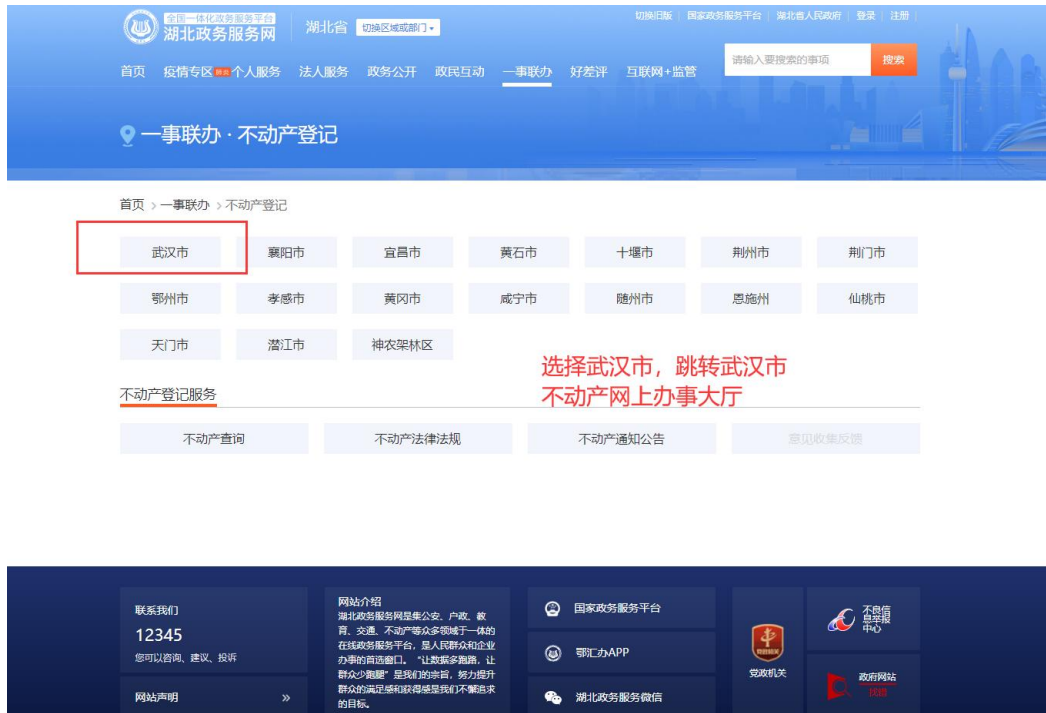 全国一体化政务服务平台
湖北政务服务网
湖北省 切换区域或部门
切换旧版 | 国家政务服务平台 | 湖北省人民政府 | 登录 | 注册
首页 疫情专区 个人服务 法人服务 政务公开 政民互动 一事联办 好差评 互联网+监管
请输入要搜索的事项 搜索
一事联办 · 不动产登记
首页 > 一事联办 > 不动产登记
武汉市 襄阳市 宜昌市 黄石市 十堰市 荆州市 荆门市
鄂州市 孝感市 黄冈市 咸宁市 随州市 恩施州 仙桃市
天门市 潜江市 神农架林区
选择武汉市，跳转武汉市
不动产网上办事大厅
不动产登记服务
不动产查询 不动产法律法规 不动产通知公告 意见收集反馈
联系我们
12345
您可以咨询、建议、投诉
网站声明 »
网站介绍
湖北政务服务网是集公安、户政、教
育、交通、不动产等众多领域于一体的
在线政务服务平台，是人民群众和企业
办事的首选窗口。“让数据多跑路，让
群众少跑腿”是我们的宗旨，努力提升
群众的满足感和获得感是我们不懈追求
的目标。
国家政务服务平台
鄂汇办APP
湖北政务服务微信
党政机关
不良信
息举报
中心
政府网站
找错